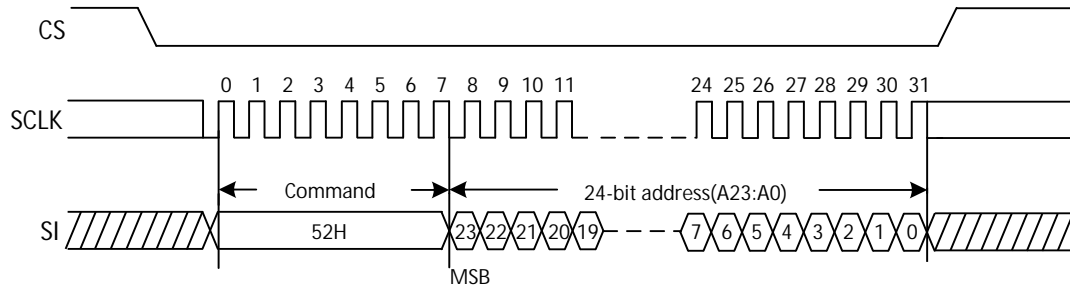 CS
0 1 2 3 4 5 6 7 8 9 10 11 24 25 26 27 28 29 30 31
SCLK
Command 24-bit address(A23:A0)
SI 52H 23 22 21 20 19 7 6 5 4 3 2 1 0
MSB